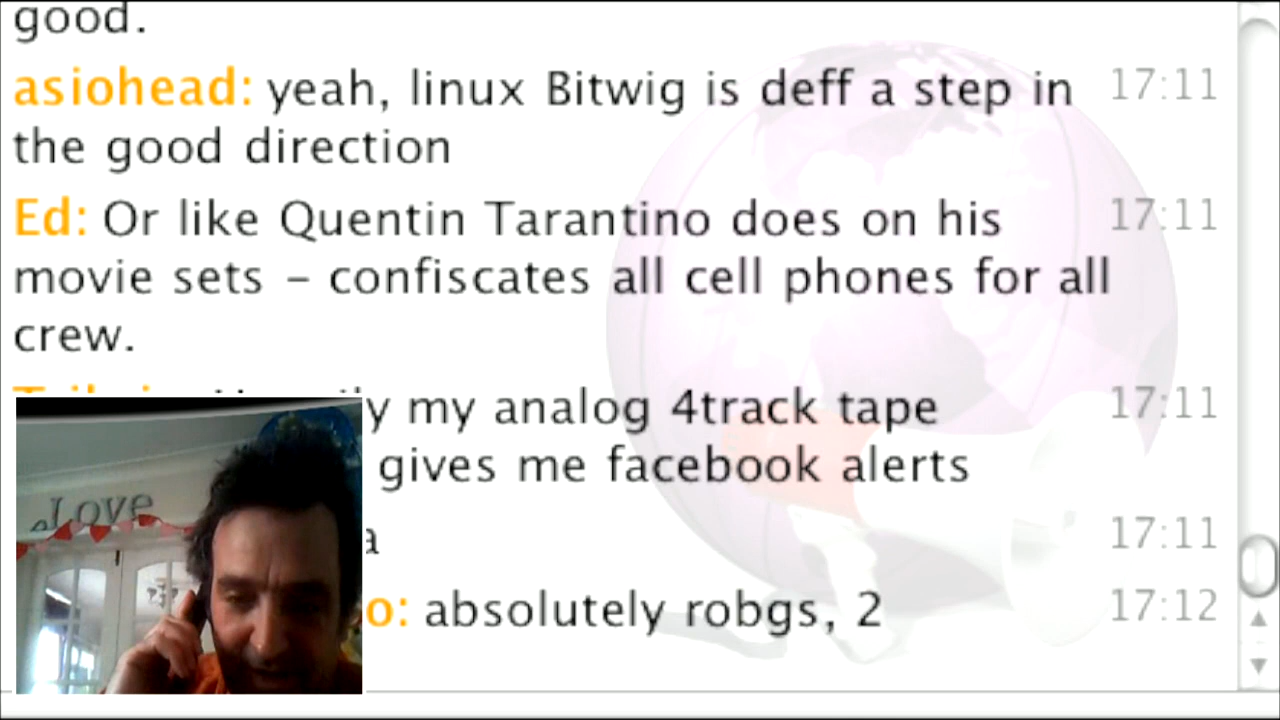 good.
asiohead: yeah, linux Bitwig is deff a step in 17:11
the good direction
Ed: Or like Quentin Tarantino does on his 17:11
movie sets – confiscates all cell phones for all
crew.
my analog 4track tape 17:11
gives me facebook alerts
17:11
absolutely robgs, 2 17:12
Love